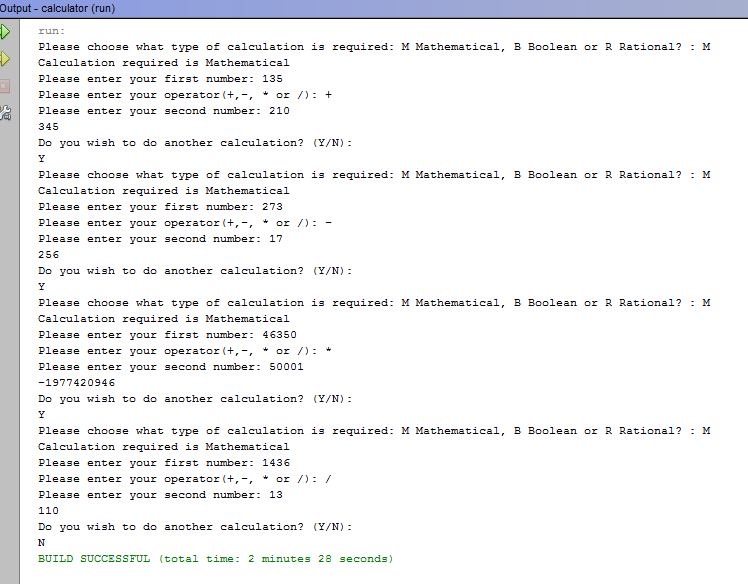 Output - calculator (run)
run:
Please choose what type of calculation is required: M Mathematical, B Boolean or R Rational? : M
Calculation required is Mathematical
Please enter your first number: 135
Please enter your operator(+,-, * or /): +
Please enter your second number: 210
345
Do you wish to do another calculation? (Y/N):
Y
Please choose what type of calculation is required: M Mathematical, B Boolean or R Rational? : M
Calculation required is Mathematical
Please enter your first number: 273
Please enter your operator(+,-, * or /): -
Please enter your second number: 17
256
Do you wish to do another calculation? (Y/N):
Y
Please choose what type of calculation is required: M Mathematical, B Boolean or R Rational? : M
Calculation required is Mathematical
Please enter your first number: 46350
Please enter your operator(+,-, * or /): *
Please enter your second number: 50001
-1977420946
Do you wish to do another calculation? (Y/N):
Y
Please choose what type of calculation is required: M Mathematical, B Boolean or R Rational? : M
Calculation required is Mathematical
Please enter your first number: 1436
Please enter your operator(+,-, * or /): /
Please enter your second number: 13
110
Do you wish to do another calculation? (Y/N):
N
BUILD SUCCESSFUL (total time: 2 minutes 28 seconds)